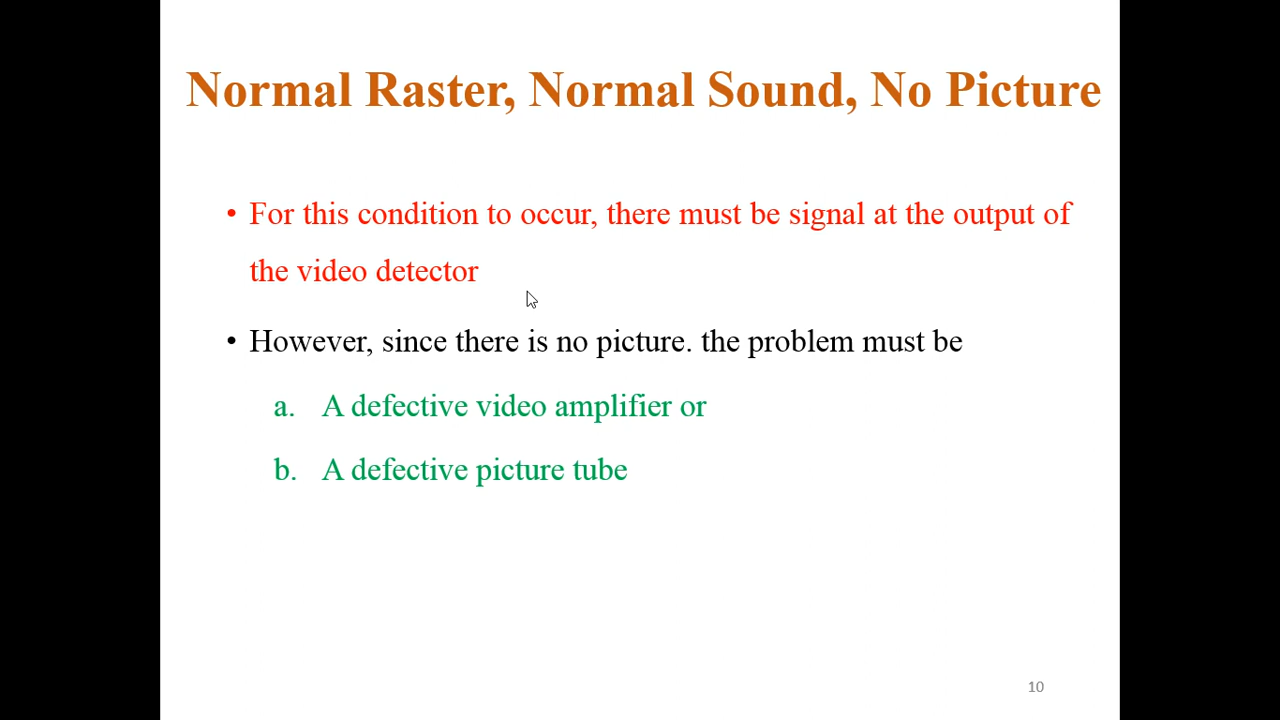 Normal Raster, Normal Sound, No Picture
• For this condition to occur, there must be signal at the output of
the video detector
• However, since there is no picture. the problem must be
a. A defective video amplifier or
b. A defective picture tube
10